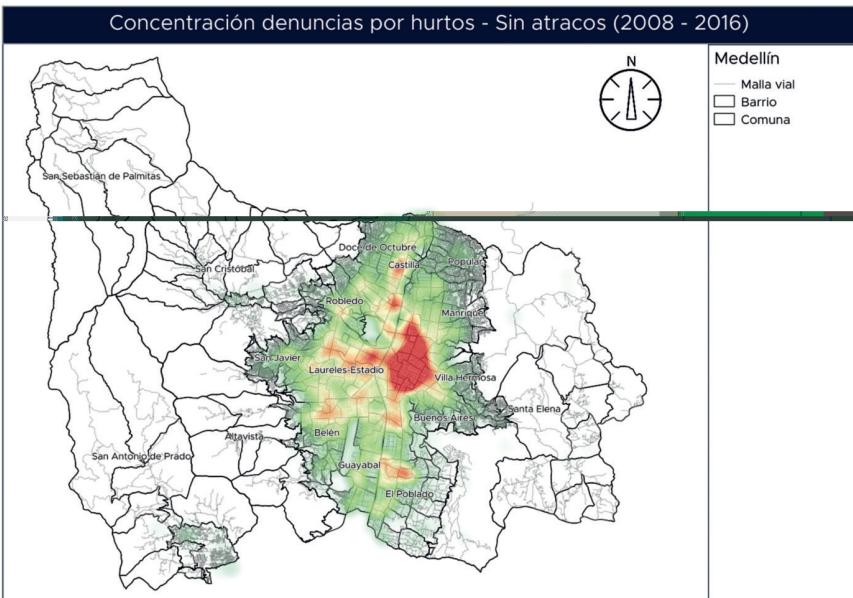 Concentración denuncias por hurtos - Sin atracos (2008 - 2016)
N
Medellín
Malla vial
Barrio
Comuna
San Sebastián de Palmitas
Doce de Octubre
Castilla
Popular
San Cristóbal
Robledo
Manrique
San Javier
Laureles-Estadio
Villa Hermosa
Santa Elena
Buenos Aires
Belén
Altavista
San Antonio de Prado
Guayabal
El Poblado